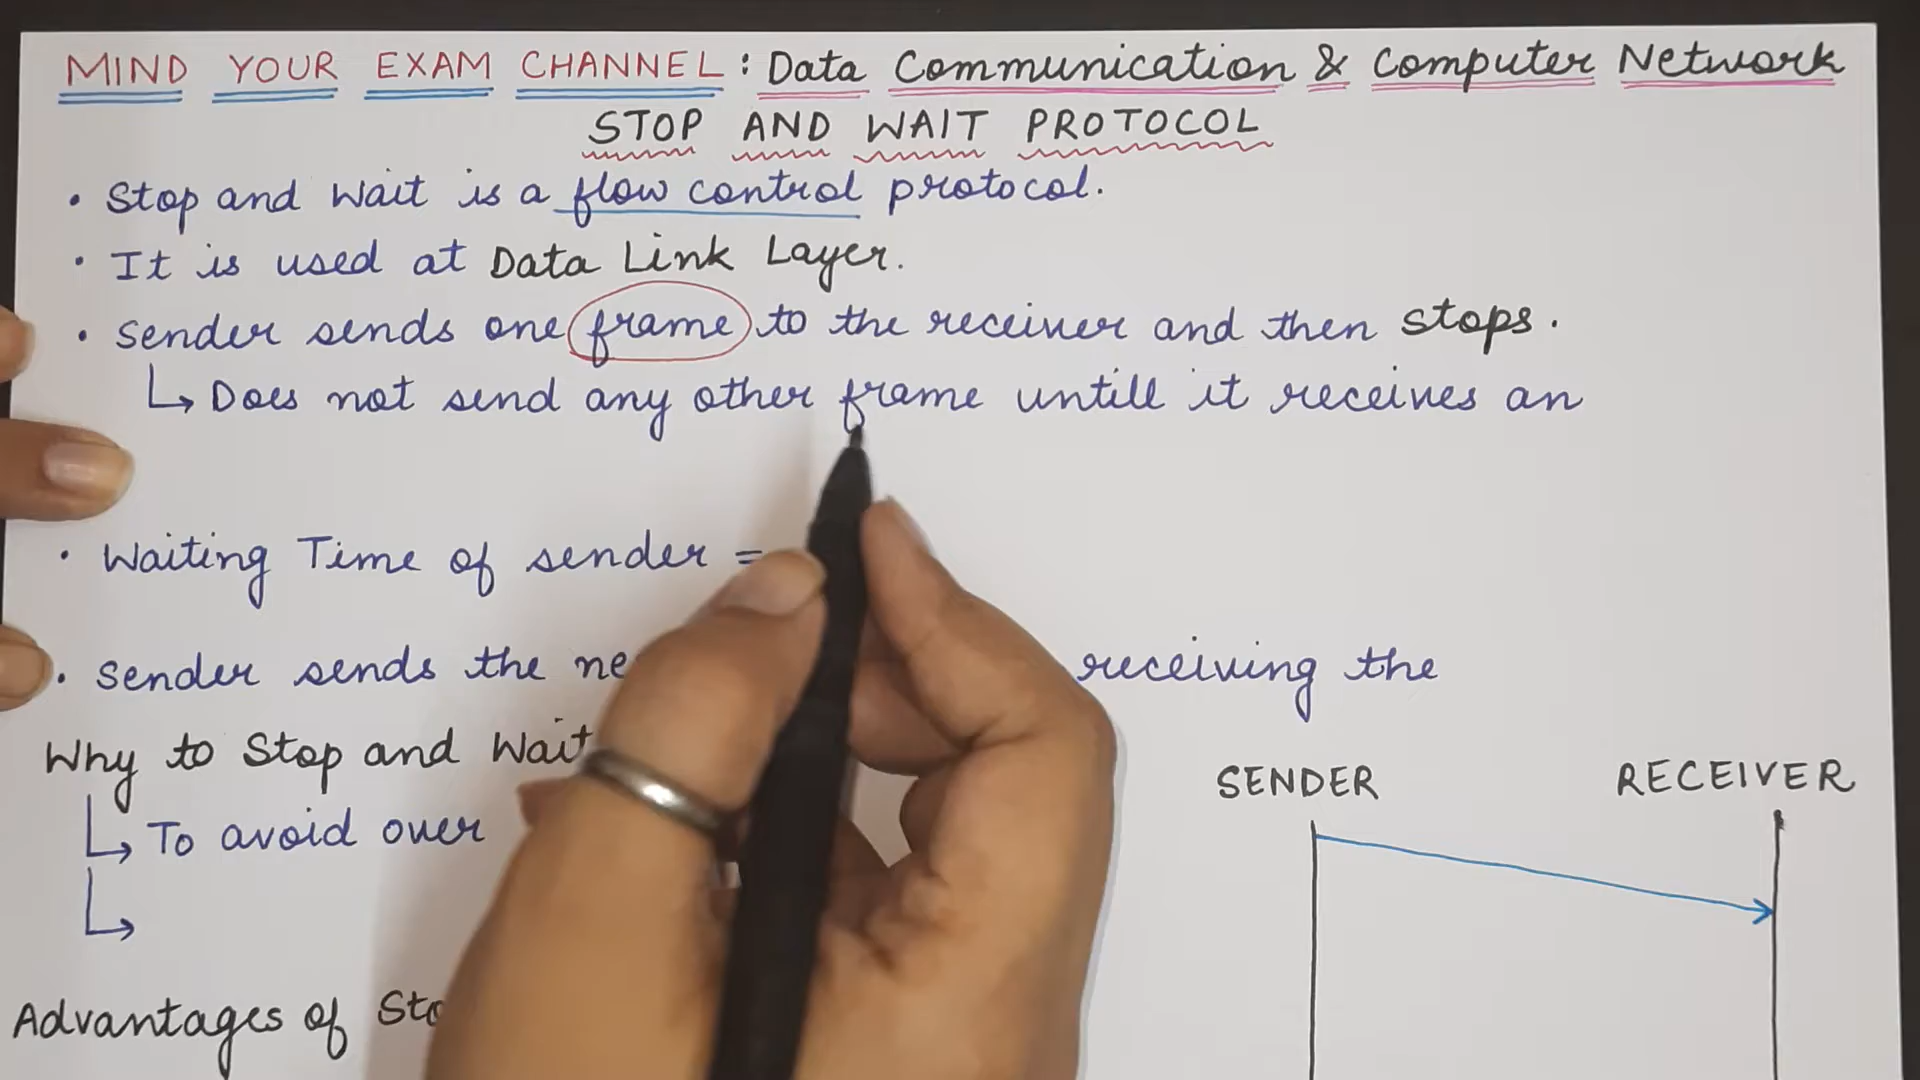 MIND YOUR EXAM CHANNEL: Data Communication & Computer Network
STOP AND WAIT PROTOCOL
• Stop and Wait is a flow control protocol.
• It is used at Data Link Layer.
• Sender sends one frame to the receiver and then stops.
↳ Does not send any other frame untill it receives an
• Waiting Time of sender =
• Sender sends the receiving the
Why to Stop and Wait
↳ To avoid over
↳
SENDER RECEIVER
Advantages of